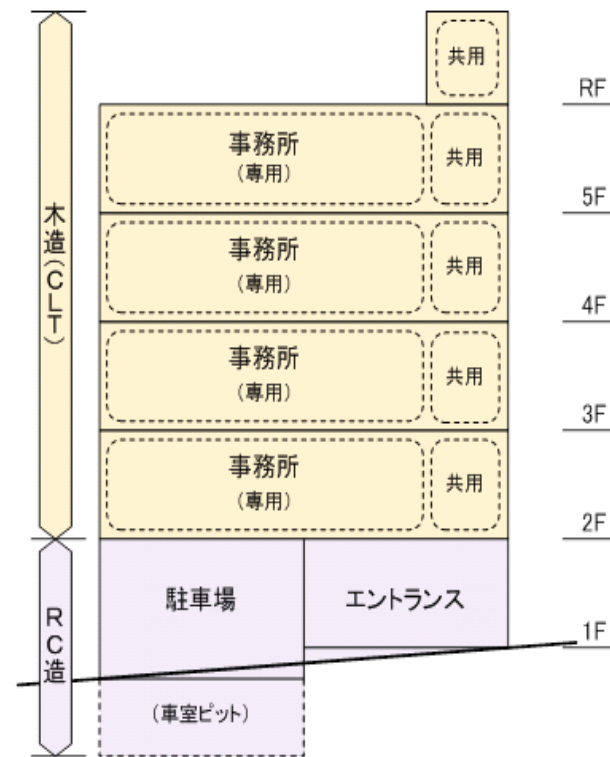 共用
RF
事務所
(専用)
共用
5F
事務所
(専用)
共用
4F
木造(CLT)
事務所
(専用)
共用
3F
事務所
(専用)
共用
2F
駐車場
エントランス
1F
RC造
(車室ピット)